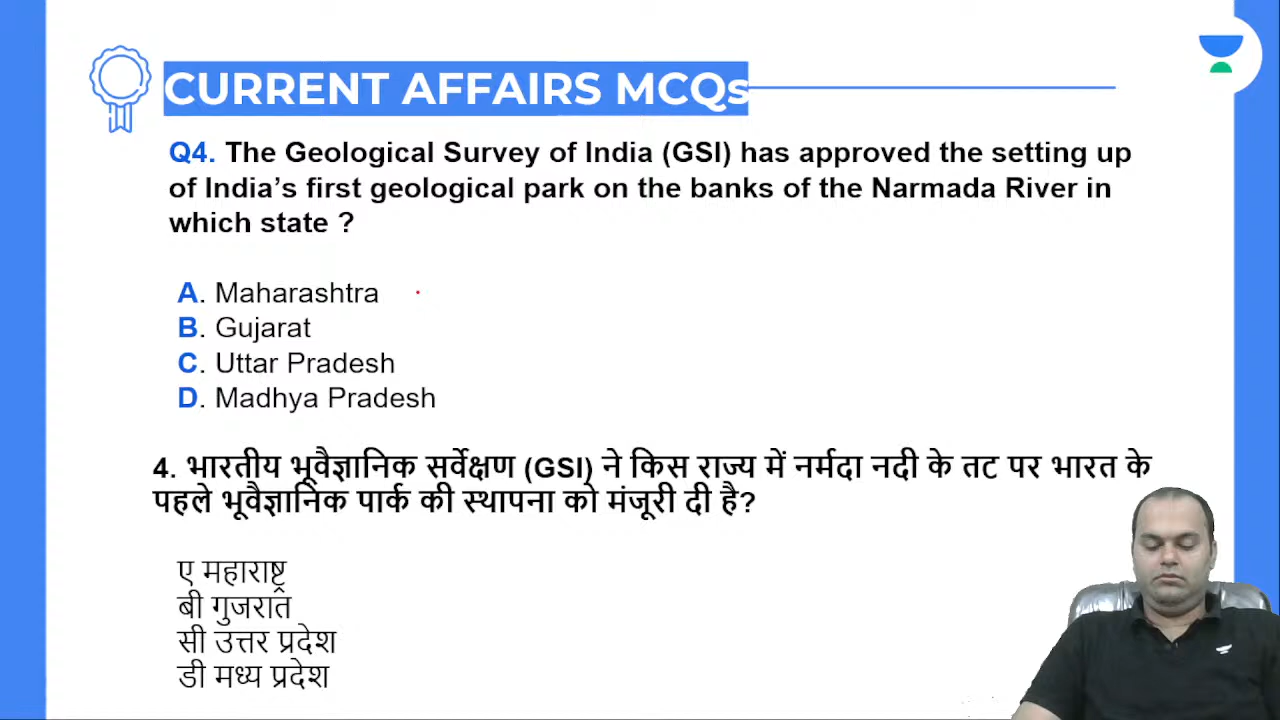 CURRENT AFFAIRS MCQs
Q4. The Geological Survey of India (GSI) has approved the setting up
of India's first geological park on the banks of the Narmada River in
which state ?
A. Maharashtra
B. Gujarat
C. Uttar Pradesh
D. Madhya Pradesh
4. भारतीय भूवैज्ञानिक सर्वेक्षण (GSI) ने किस राज्य में नर्मदा नदी के तट पर भारत के
पहले भूवैज्ञानिक पार्क की स्थापना को मंजूरी दी है?
ए महाराष्ट्र
बी गुजरात
सी उत्तर प्रदेश
डी मध्य प्रदेश